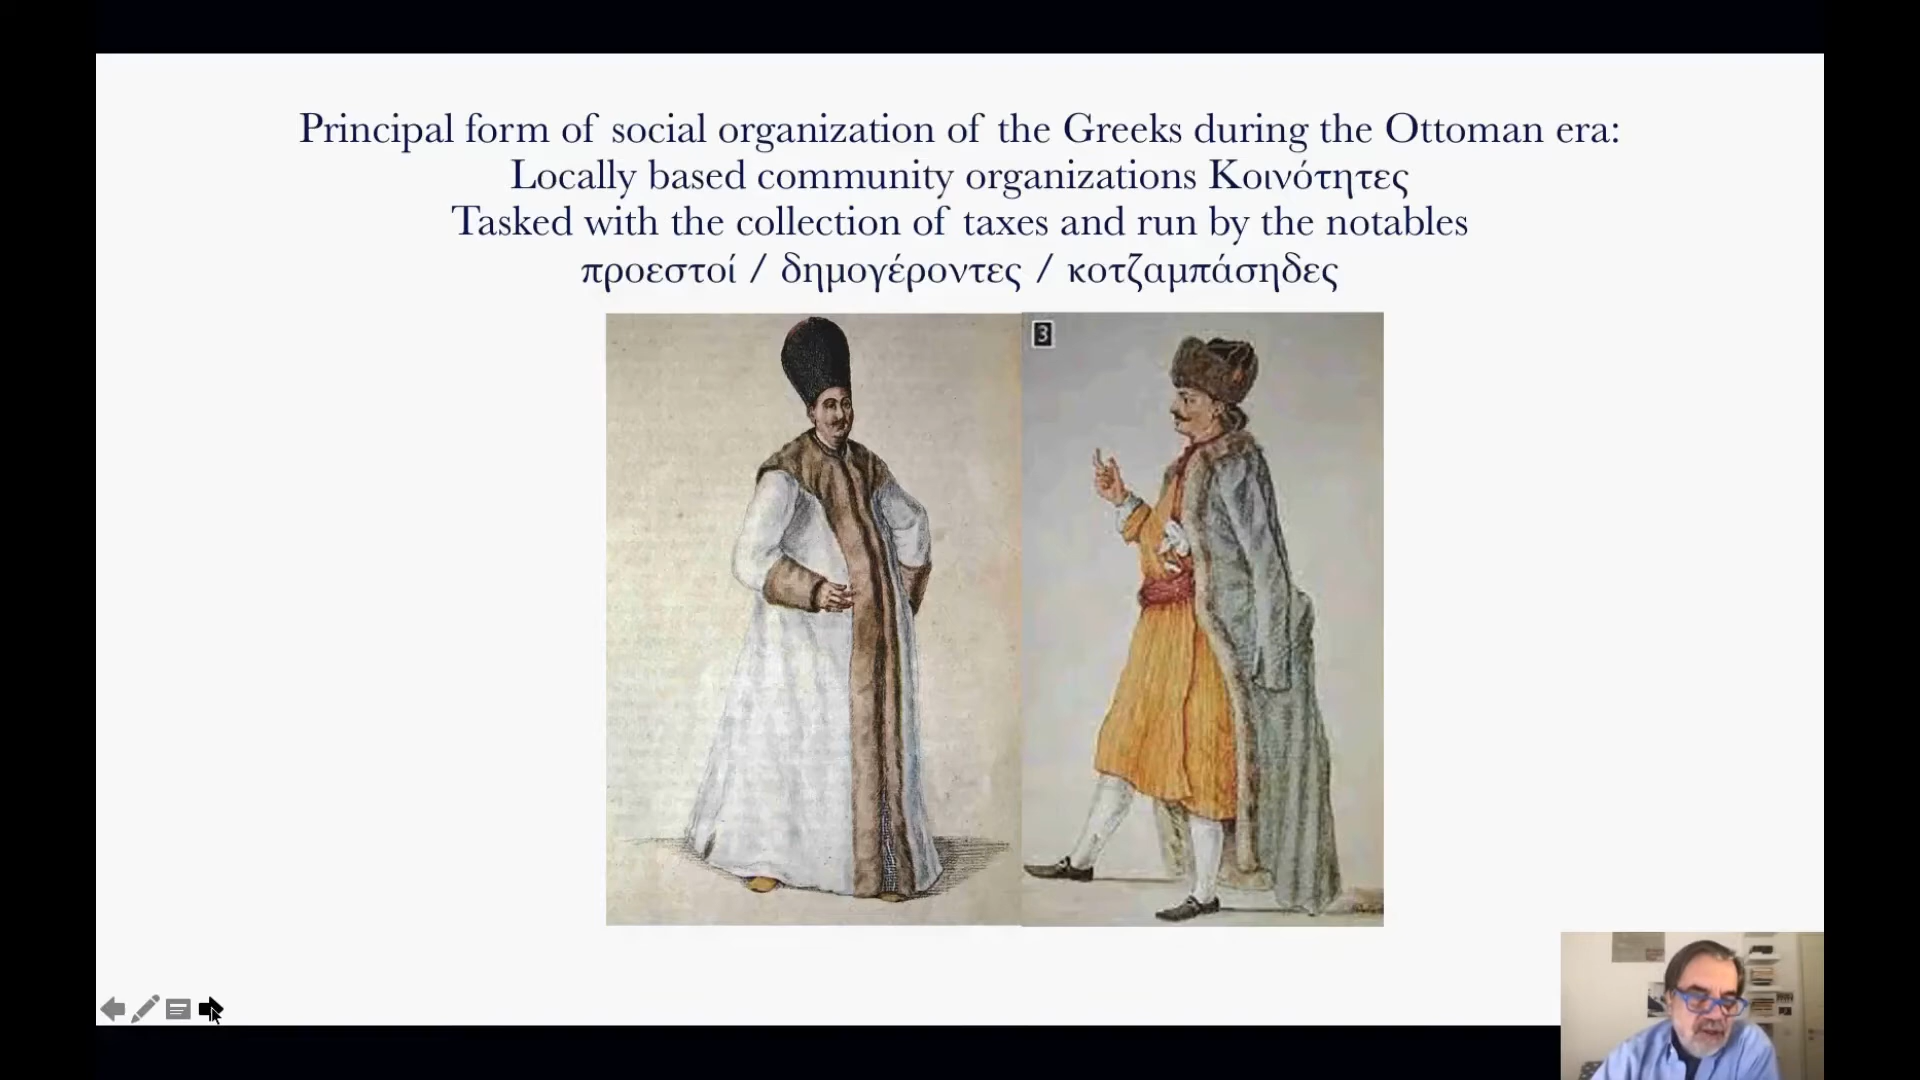 Principal form of social organization of the Greeks during the Ottoman era:
Locally based community organizations Κοινότητες
Tasked with the collection of taxes and run by the notables
προεστοί / δημογέροντες / κοτζαμπάσηδες
3